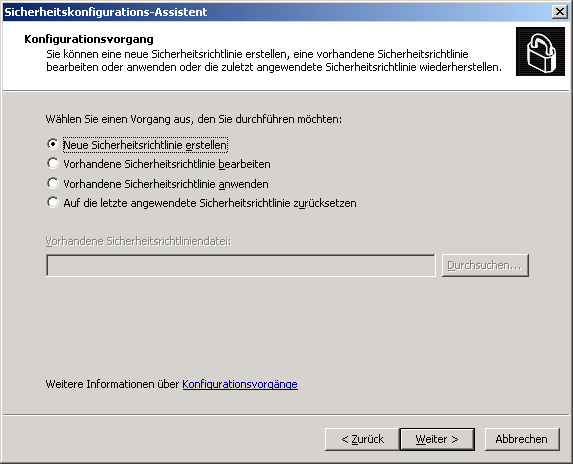 Sicherheitskonfigurations-Assistent
Konfigurationsvorgang
Sie können eine neue Sicherheitsrichtlinie erstellen, eine vorhandene Sicherheitsrichtlinie
bearbeiten oder anwenden oder die zuletzt angewendete Sicherheitsrichtlinie wiederherstellen.
Wählen Sie einen Vorgang aus, den Sie durchführen möchten:
Neue Sicherheitsrichtlinie erstellen
Vorhandene Sicherheitsrichtlinie bearbeiten
Vorhandene Sicherheitsrichtlinie anwenden
Auf die letzte angewendete Sicherheitsrichtlinie zurücksetzen
Vorhandene Sicherheitsrichtliniendatei:
Durchsuchen...
Weitere Informationen über Konfigurationsvorgänge
< Zurück
Weiter >
Abbrechen